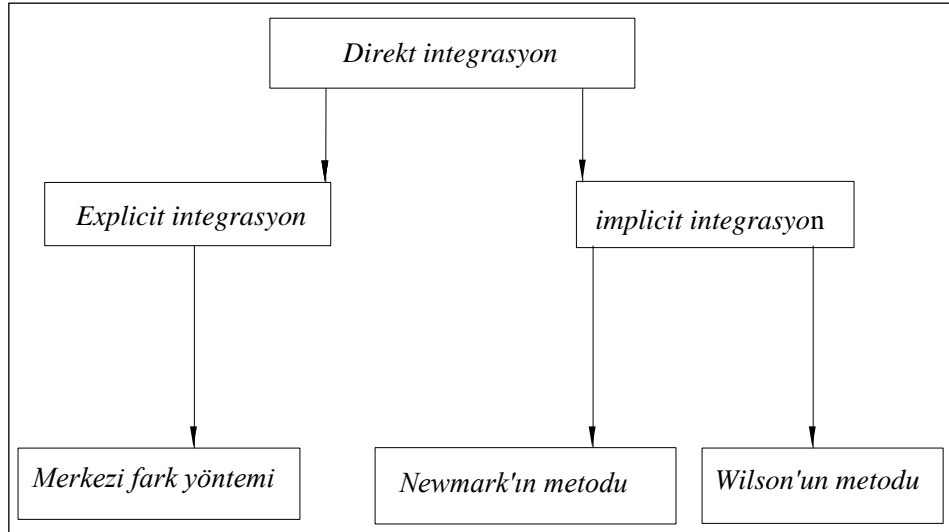 Direkt integrasyon
Explicit integrasyon
implicit integrasyon
Merkezi fark yöntemi
Newmark'ın metodu
Wilson'un metodu